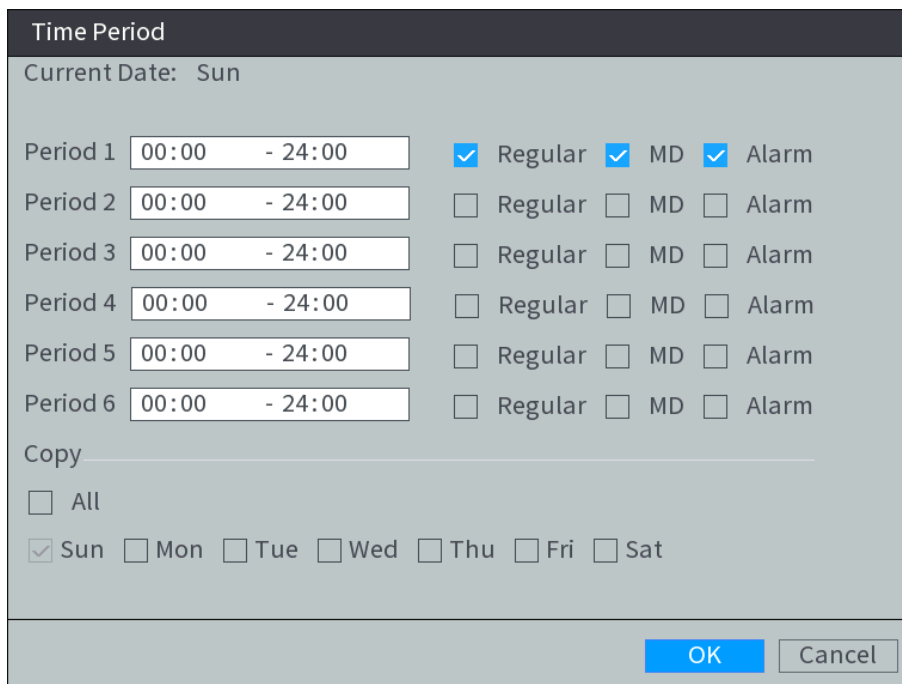 Time Period
Current Date: Sun
Period 1 00:00 - 24:00 Regular MD Alarm
Period 2 00:00 - 24:00 Regular MD Alarm
Period 3 00:00 - 24:00 Regular MD Alarm
Period 4 00:00 - 24:00 Regular MD Alarm
Period 5 00:00 - 24:00 Regular MD Alarm
Period 6 00:00 - 24:00 Regular MD Alarm
Copy
All
Sun Mon Tue Wed Thu Fri Sat
OK Cancel